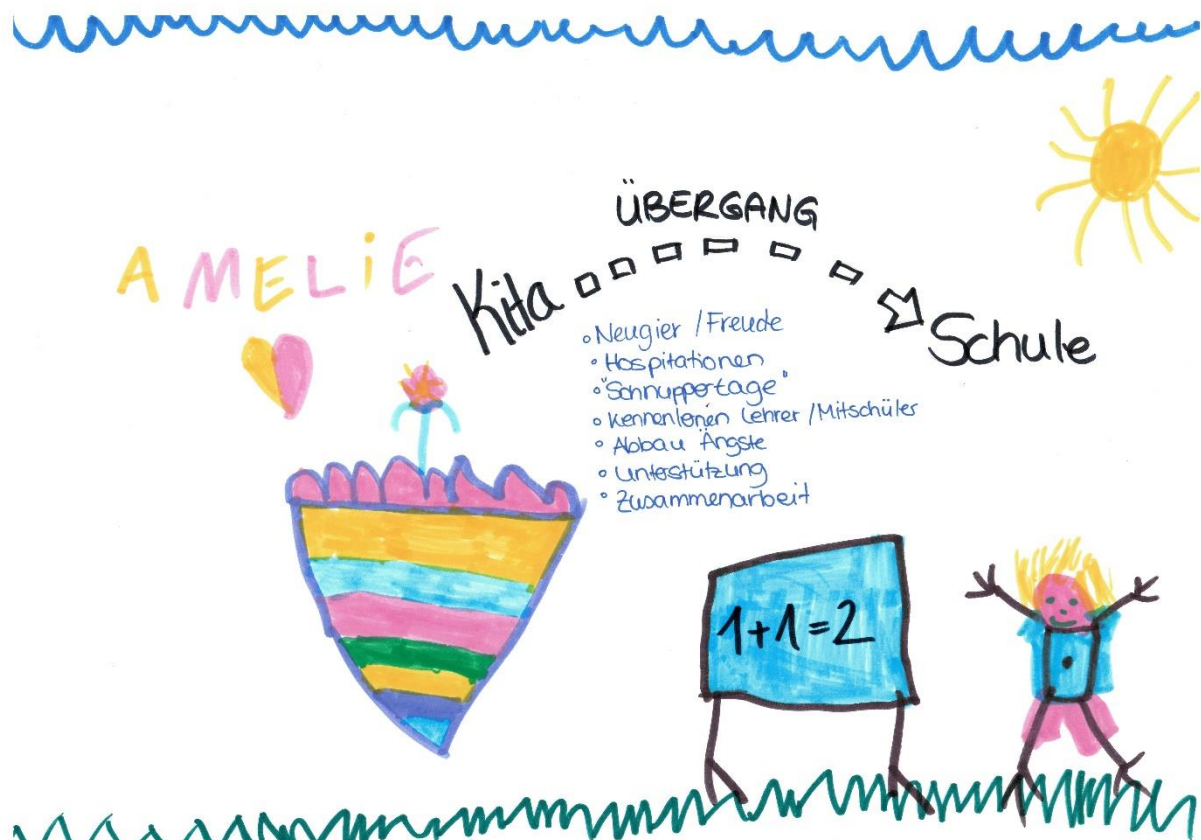 ÜBERGANG
AMELiE
Kita
Schule
Neugier / Freude
Hospitationen
"Schnuppertage"
Kennenlernen Lehrer / Mitschüler
Abbau Ängste
Unterstützung
Zusammenarbeit
1+1=2